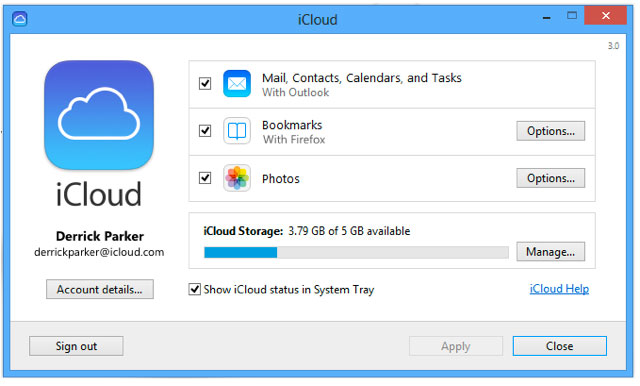 iCloud
3.0
Mail, Contacts, Calendars, and Tasks
With Outlook
Bookmarks
With Firefox
Options...
Photos
Options...
iCloud
Derrick Parker
derrickparker@icloud.com
Account details...
iCloud Storage: 3.79 GB of 5 GB available
Manage...
Show iCloud status in System Tray
iCloud Help
Sign out
Apply
Close